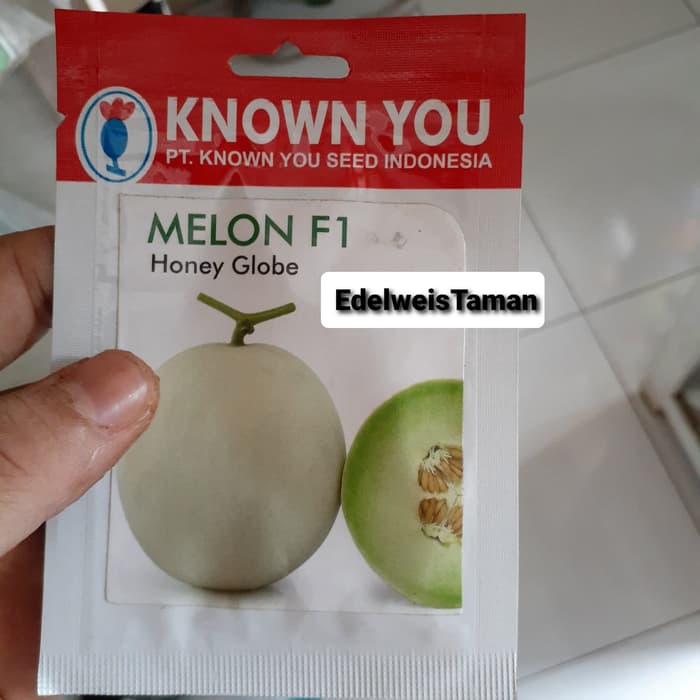 KNOWN YOU
PT. KNOWN YOU SEED INDONESIA
MELON F1
Honey Globe
EdelweisTaman